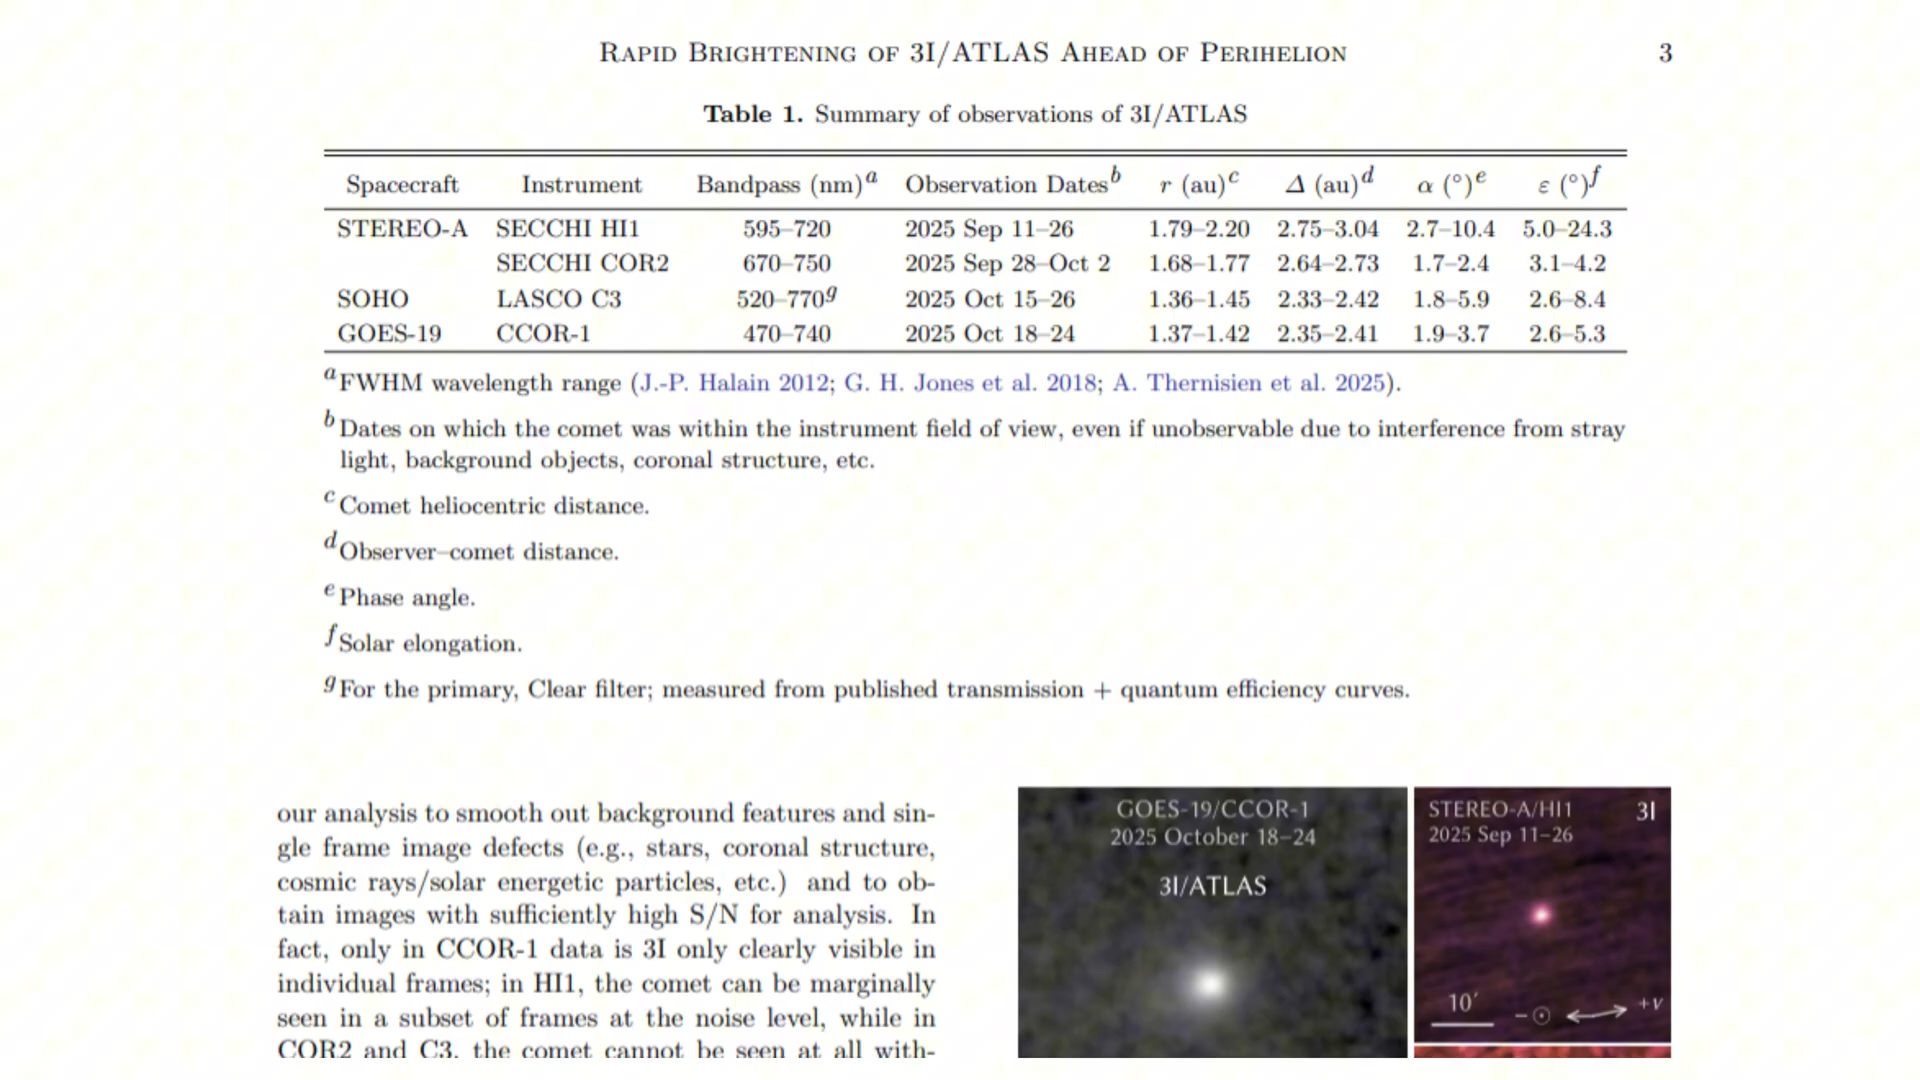 RAPID BRIGHTENING OF 3I/ATLAS AHEAD OF PERIHELION 3
Table 1. Summary of observations of 3I/ATLAS
Spacecraft Instrument Bandpass (nm)a Observation Datesb r (au)c Δ (au)d α (°)e ε (°)f
STEREO-A SECCHI HI1 595–720 2025 Sep 11–26 1.79–2.20 2.75–3.04 2.7–10.4 5.0–24.3
SECCHI COR2 670–750 2025 Sep 28–Oct 2 1.68–1.77 2.64–2.73 1.7–2.4 3.1–4.2
SOHO LASCO C3 520–770g 2025 Oct 15–26 1.36–1.45 2.33–2.42 1.8–5.9 2.6–8.4
GOES-19 CCOR-1 470–740 2025 Oct 18–24 1.37–1.42 2.35–2.41 1.9–3.7 2.6–5.3
a FWHM wavelength range (J.-P. Halain 2012; G. H. Jones et al. 2018; A. Thernisien et al. 2025).
b Dates on which the comet was within the instrument field of view, even if unobservable due to interference from stray
light, background objects, coronal structure, etc.
c Comet heliocentric distance.
d Observer–comet distance.
e Phase angle.
f Solar elongation.
g For the primary, Clear filter; measured from published transmission + quantum efficiency curves.
our analysis to smooth out background features and sin-
gle frame image defects (e.g., stars, coronal structure,
cosmic rays/solar energetic particles, etc.) and to ob-
tain images with sufficiently high S/N for analysis. In
fact, only in CCOR-1 data is 3I only clearly visible in
individual frames; in HI1, the comet can be marginally
seen in a subset of frames at the noise level, while in
COR2 and C3, the comet cannot be seen at all with-
GOES-19/CCOR-1
2025 October 18–24
3I/ATLAS
STEREO-A/HI1 3I
2025 Sep 11–26
10′ −⊙ +v